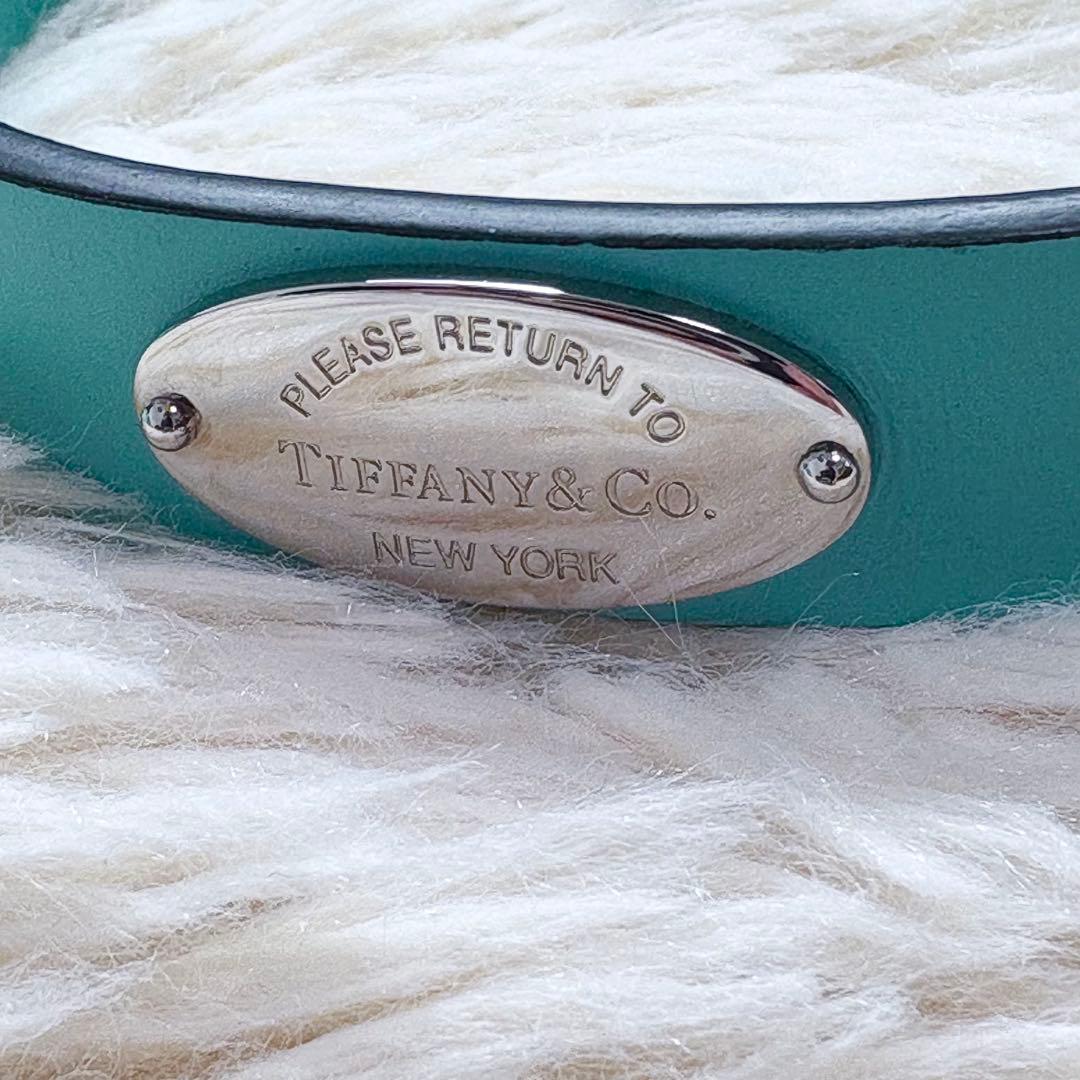 PLEASE RETURN TO
TIFFANY & CO.
NEW YORK